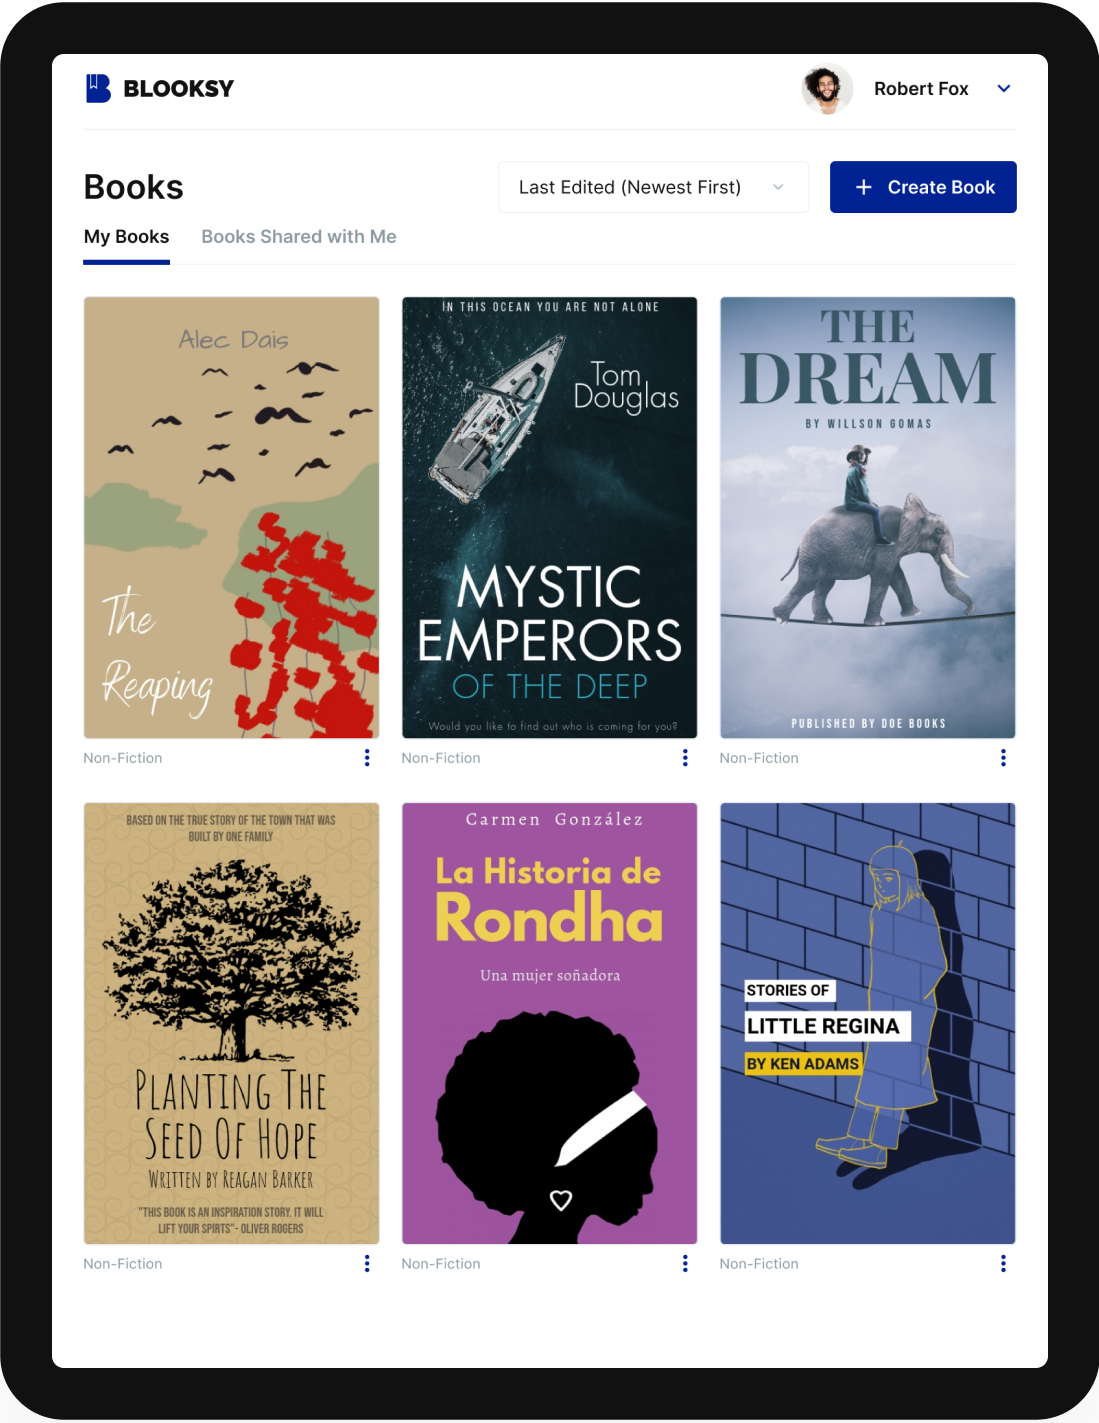 BLOOKSY
Robert Fox
Books
Last Edited (Newest First)
+ Create Book
My Books
Books Shared with Me
Alec Dais
The
Reaping
Non-Fiction
IN THIS OCEAN YOU ARE NOT ALONE
Tom
Douglas
MYSTIC
EMPERORS
OF THE DEEP
Would you like to find out who is coming for you?
Non-Fiction
THE
DREAM
BY WILLSON GOMAS
PUBLISHED BY DOE BOOKS
Non-Fiction
BASED ON THE TRUE STORY OF THE TOWN THAT WAS
BUILT BY ONE FAMILY
PLANTING THE
SEED OF HOPE
WRITTEN BY REAGAN BARKER
"THIS BOOK IS AN INSPIRATION STORY. IT WILL
LIFT YOUR SPIRTS"- OLIVER ROGERS
Non-Fiction
Carmen González
La Historia de
Rondha
Una mujer soñadora
Non-Fiction
STORIES OF
LITTLE REGINA
BY KEN ADAMS
Non-Fiction